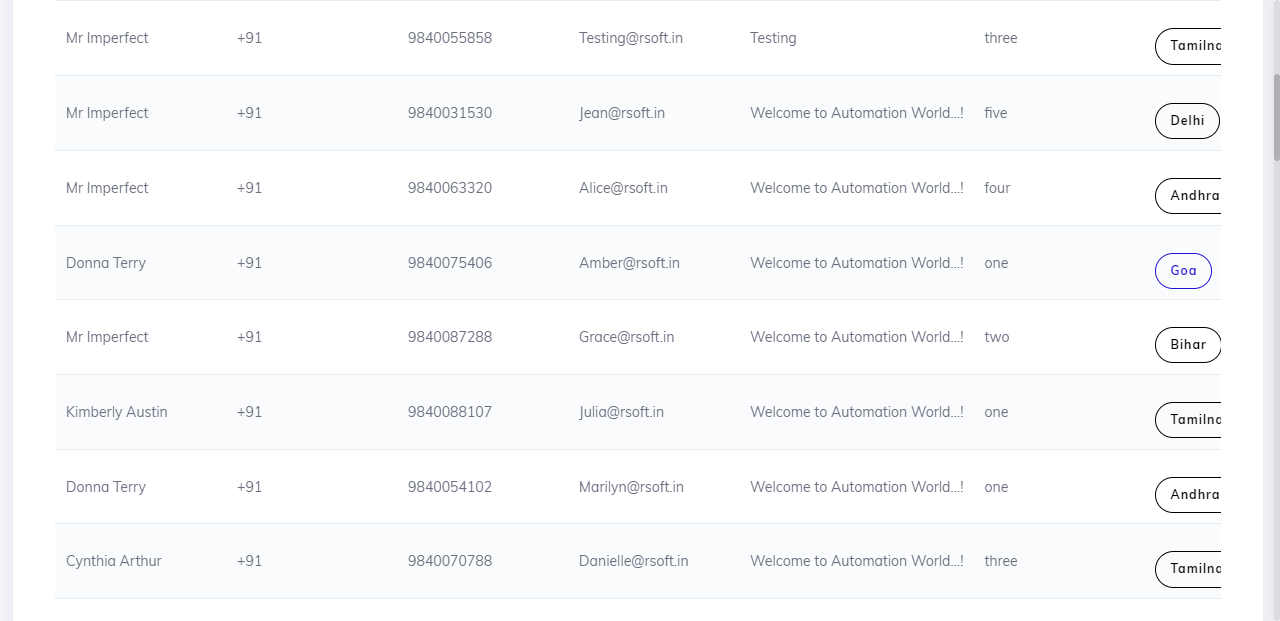 Mr Imperfect +91 9840055858 Testing@rsoft.in Testing three
Mr Imperfect +91 9840031530 Jean@rsoft.in Welcome to Automation World...! five Delhi
Mr Imperfect +91 9840063320 Alice@rsoft.in Welcome to Automation World...! four Andhra
Donna Terry +91 9840075406 Amber@rsoft.in Welcome to Automation World...! one Goa
Mr Imperfect +91 9840087288 Grace@rsoft.in Welcome to Automation World...! two Bihar
Kimberly Austin +91 9840088107 Julia@rsoft.in Welcome to Automation World...! one
Donna Terry +91 9840054102 Marilyn@rsoft.in Welcome to Automation World...! one Andhra
Cynthia Arthur +91 9840070788 Danielle@rsoft.in Welcome to Automation World...! three